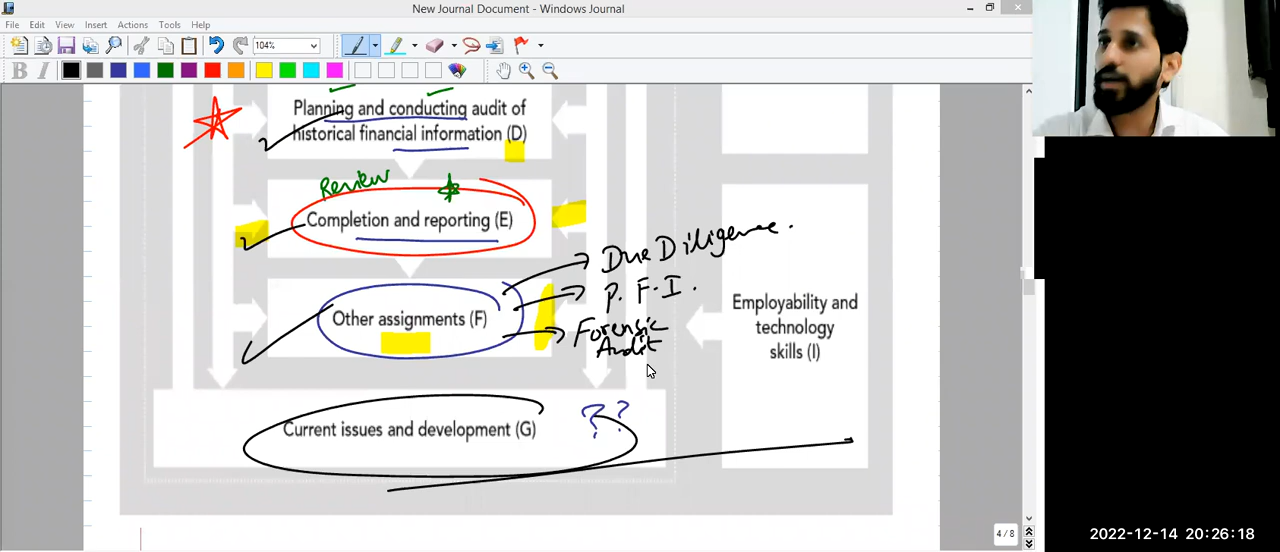 New Journal Document - Windows Journal
File Edit View Insert Actions Tools Help
104%
B I
Planning and conducting audit of
historical financial information (D)
Review
Completion and reporting (E)
Due Diligence.
P. F. I.
Other assignments (F)
Forensic
Audit
Employability and
technology
skills (I)
Current issues and development (G)
??
4 / 8
2022-12-14 20:26:18